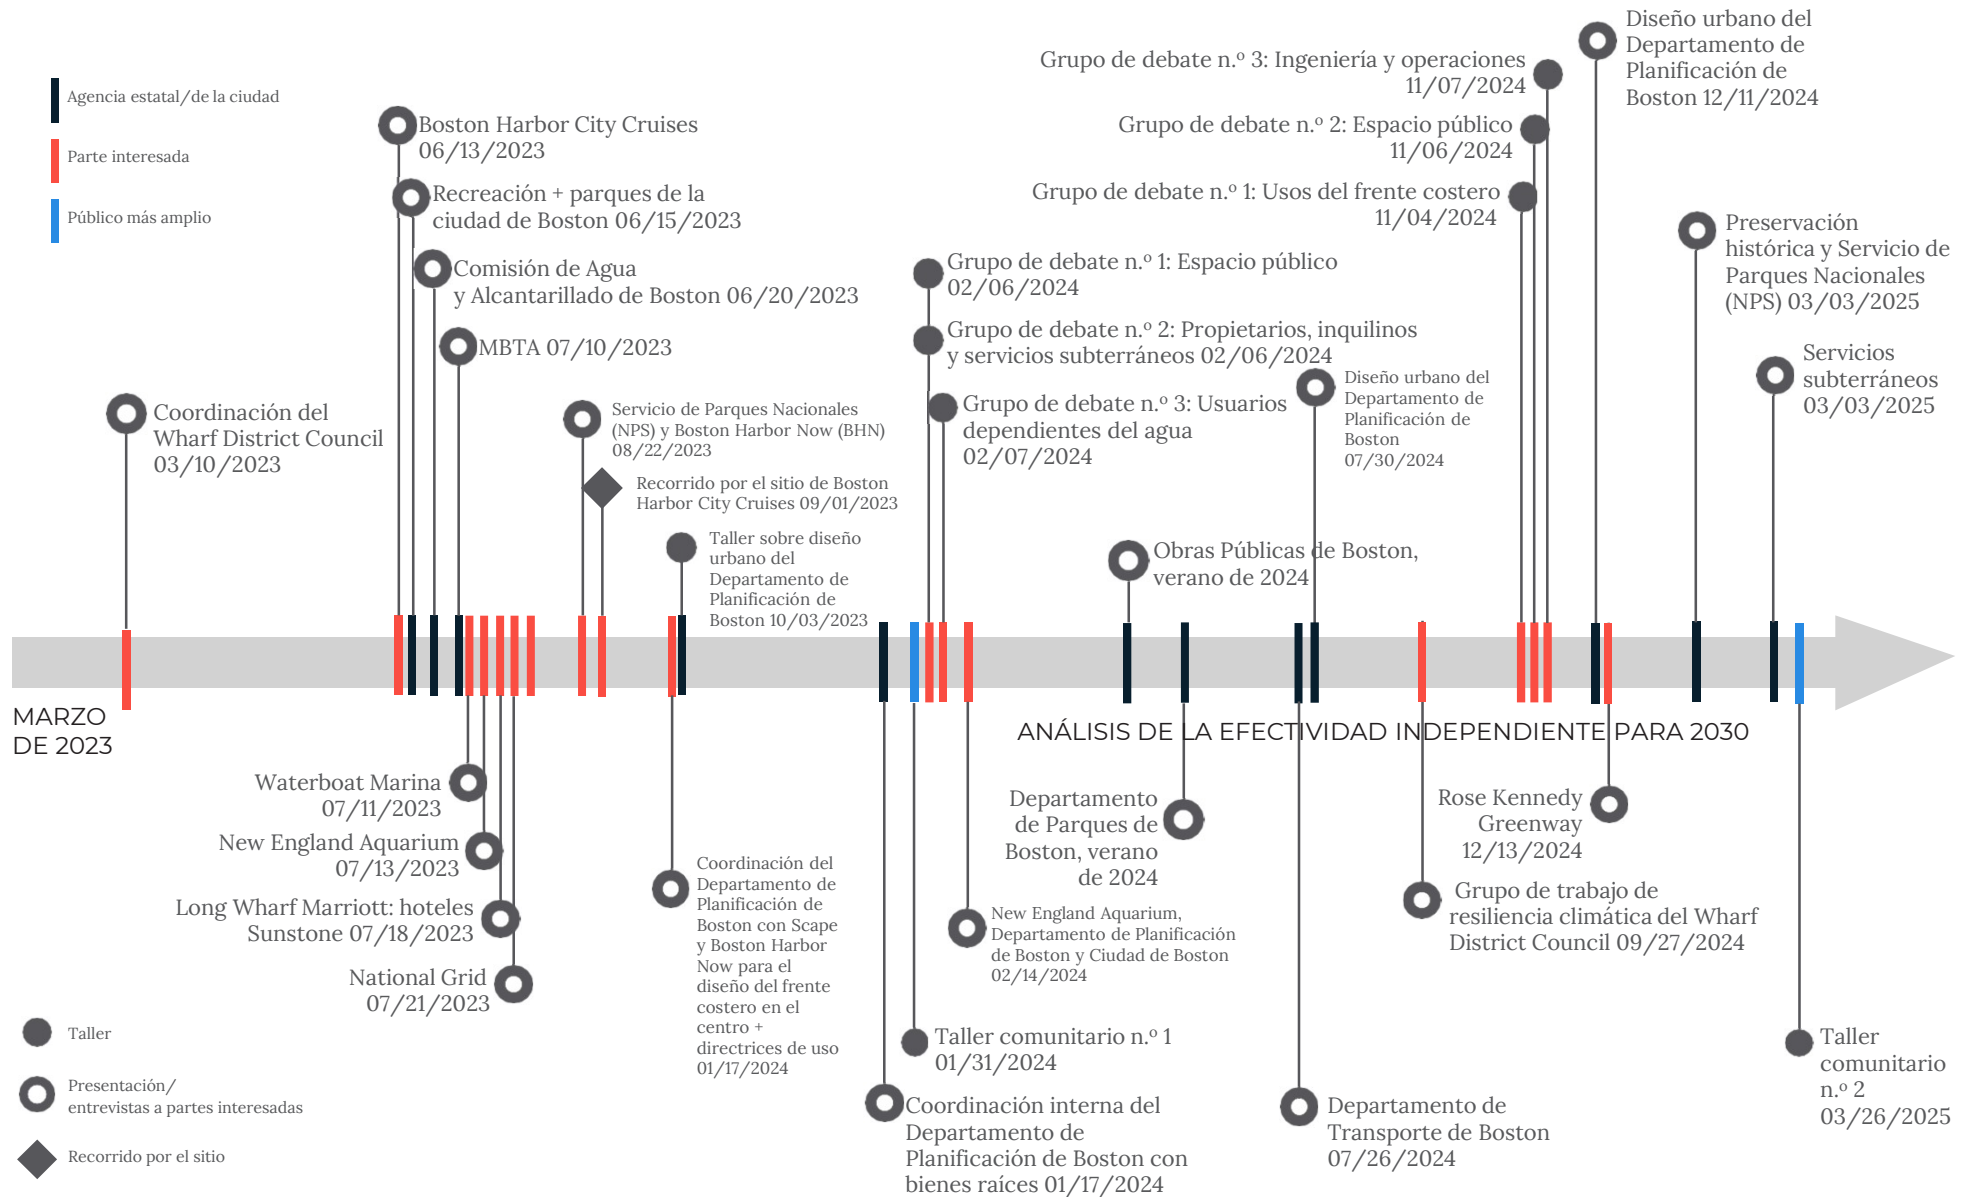 Agencia estatal/de la ciudad
Parte interesada
Público más amplio
Boston Harbor City Cruises
06/13/2023
Recreación + parques de la
ciudad de Boston 06/15/2023
Comisión de Agua
y Alcantarillado de Boston 06/20/2023
MBTA 07/10/2023
Coordinación del
Wharf District Council
03/10/2023
Servicio de Parques Nacionales
(NPS) y Boston Harbor Now (BHN)
08/22/2023
Recorrido por el sitio de Boston
Harbor City Cruises 09/01/2023
Taller sobre diseño
urbano del
Departamento de
Planificación de
Boston 10/03/2023
Grupo de debate n.º 1: Espacio público
02/06/2024
Grupo de debate n.º 2: Propietarios, inquilinos
y servicios subterráneos 02/06/2024
Grupo de debate n.º 3: Usuarios
dependientes del agua
02/07/2024
Grupo de debate n.º 3: Ingeniería y operaciones
11/07/2024
Grupo de debate n.º 2: Espacio público
11/06/2024
Grupo de debate n.º 1: Usos del frente costero
11/04/2024
Diseño urbano del
Departamento de
Planificación de
Boston
07/30/2024
Obras Públicas de Boston,
verano de 2024
Diseño urbano del
Departamento de
Planificación de
Boston 12/11/2024
Preservación
histórica y Servicio de
Parques Nacionales
(NPS) 03/03/2025
Servicios
subterráneos
03/03/2025
MARZO
DE 2023
ANÁLISIS DE LA EFECTIVIDAD INDEPENDIENTE PARA 2030
Waterboat Marina
07/11/2023
New England Aquarium
07/13/2023
Long Wharf Marriott: hoteles
Sunstone 07/18/2023
National Grid
07/21/2023
Coordinación del
Departamento de
Planificación de
Boston con Scape
y Boston Harbor
Now para el
diseño del frente
costero en el
centro +
directrices de uso
01/17/2024
Taller comunitario n.º 1
01/31/2024
Coordinación interna del
Departamento de
Planificación de Boston con
bienes raíces 01/17/2024
New England Aquarium,
Departamento de Planificación
de Boston y Ciudad de Boston
02/14/2024
Departamento
de Parques de
Boston, verano
de 2024
Departamento de
Transporte de Boston
07/26/2024
Rose Kennedy
Greenway
12/13/2024
Grupo de trabajo de
resiliencia climática del Wharf
District Council 09/27/2024
Taller
comunitario
n.º 2
03/26/2025
Taller
Presentación/
entrevistas a partes interesadas
Recorrido por el sitio